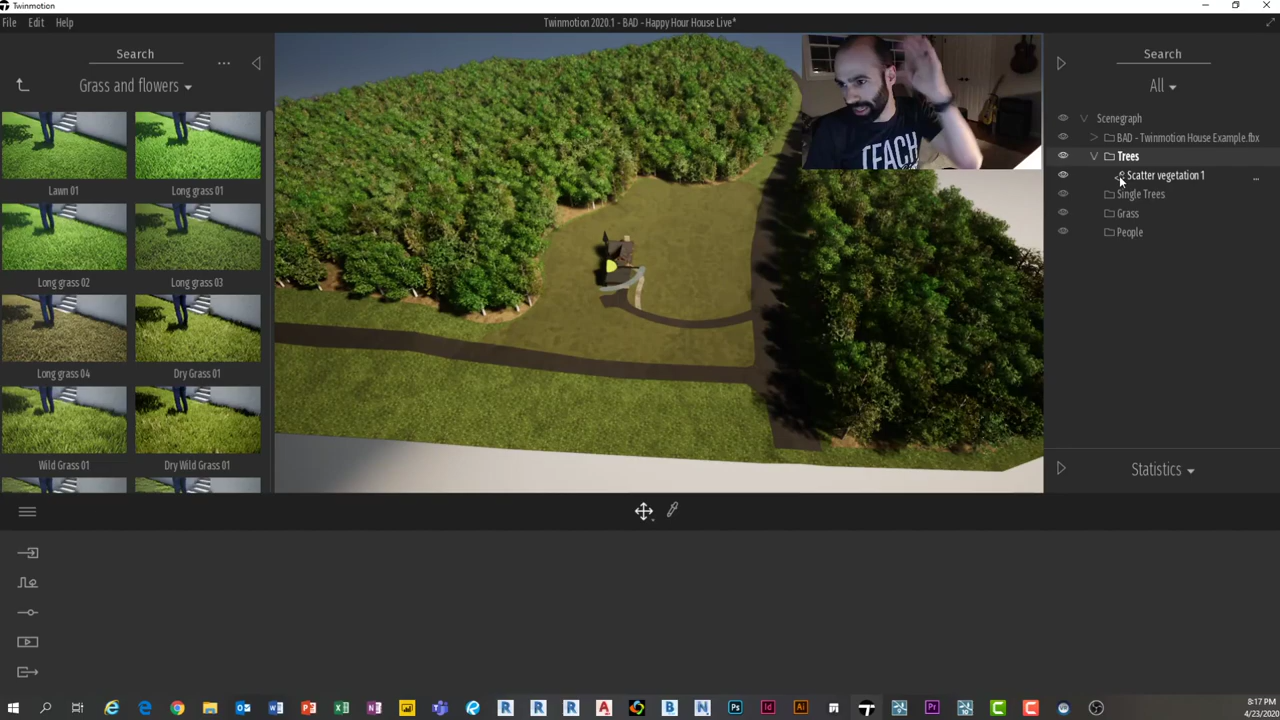 Twinmotion
File Edit Help
Twinmotion 2020.1 - BAD - Happy Hour House Live*
Search
...
Grass and flowers
Lawn 01
Long grass 01
Long grass 02
Long grass 03
Long grass 04
Dry Grass 01
Wild Grass 01
Dry Wild Grass 01
TEACH
Search
All
Scenegraph
BAD - Twinmotion House Example.fbx
Trees
Scatter vegetation 1
...
Single Trees
Grass
People
Statistics
8:17 PM
4/23/2020